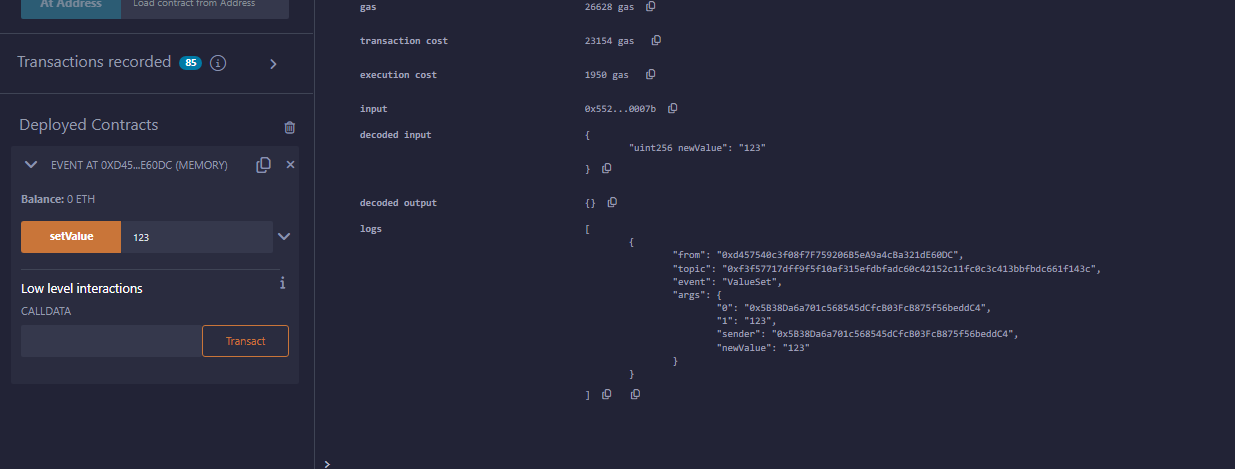 At Address
Load contract from Address
Transactions recorded 85 i
Deployed Contracts
EVENT AT 0XD45...E60DC (MEMORY)
Balance: 0 ETH
setValue
123
Low level interactions
i
CALLDATA
Transact
gas 26628 gas
transaction cost 23154 gas
execution cost 1950 gas
input 0x552...0007b
decoded input {
"uint256 newValue": "123"
}
decoded output {}
logs [
{
"from": "0xd457540c3f08f7F759206B5eA9a4cBa321dE60DC",
"topic": "0xf3f57717dff9f5f10af315efdbfadc60c42152c11fc0c3c413bbfbdc661f143c",
"event": "ValueSet",
"args": {
"0": "0x5B38Da6a701c568545dCfcB03FcB875f56beddC4",
"1": "123",
"sender": "0x5B38Da6a701c568545dCfcB03FcB875f56beddC4",
"newValue": "123"
}
}
]
>